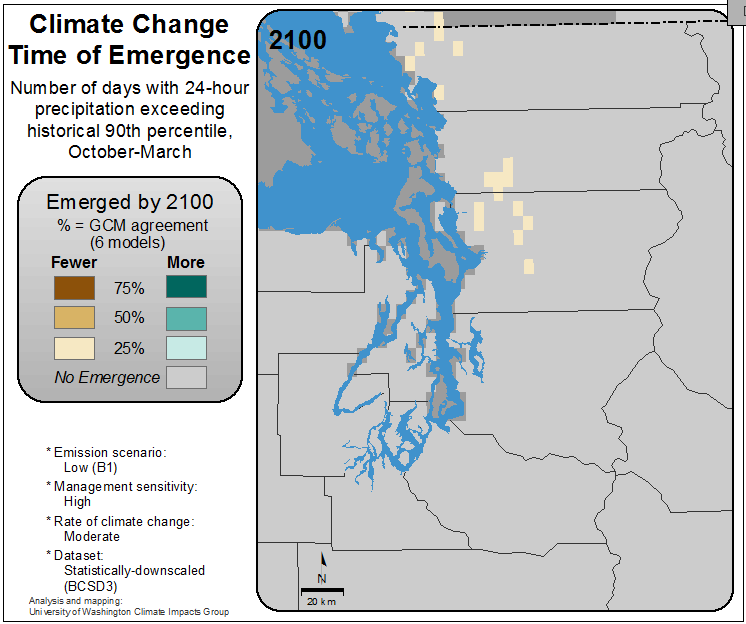 Climate Change
Time of Emergence
Number of days with 24-hour
precipitation exceeding
historical 90th percentile,
October-March
Emerged by 2100
% = GCM agreement
(6 models)
Fewer More
75%
50%
25%
No Emergence
* Emission scenario:
Low (B1)
* Management sensitivity:
High
* Rate of climate change:
Moderate
* Dataset:
Statistically-downscaled
(BCSD3)
Analysis and mapping:
University of Washington Climate Impacts Group
2100
N
20 km